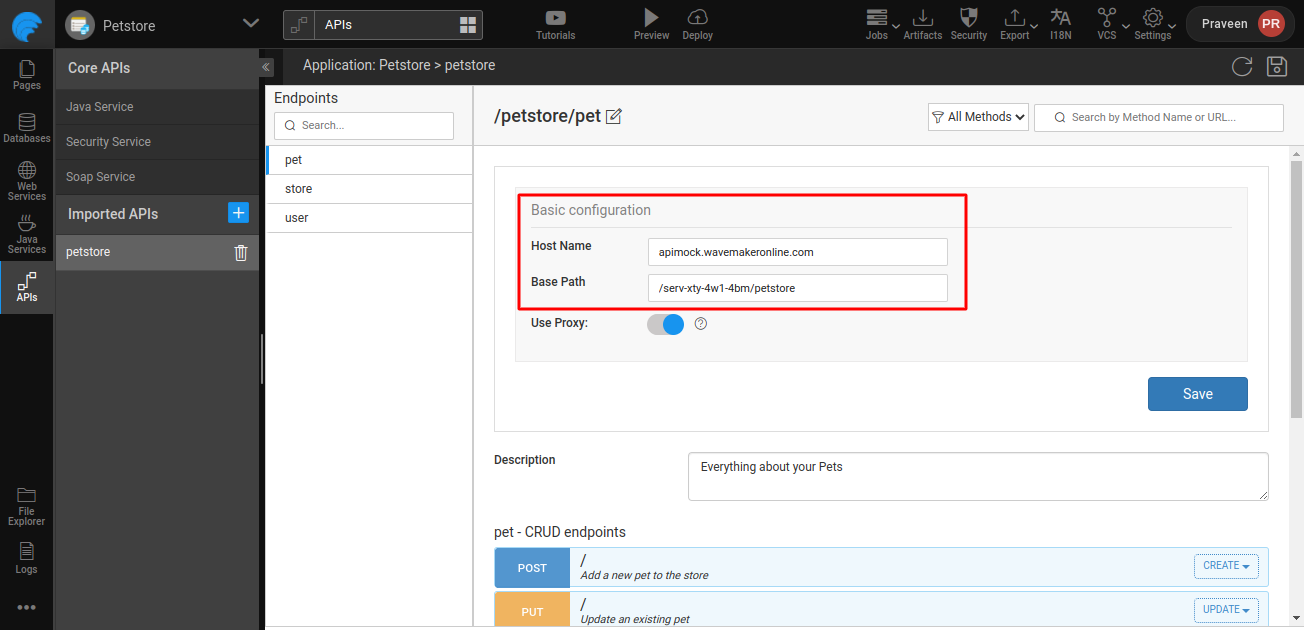 Petstore
APIs
Tutorials
Preview
Deploy
Jobs
Artifacts
Security
Export
I18N
VCS
Settings
Praveen
PR
Pages
Databases
Web
Services
Java
Services
APIs
File
Explorer
Logs
Core APIs
Java Service
Security Service
Soap Service
Imported APIs
petstore
Application: Petstore > petstore
Endpoints
Search...
pet
store
user
/petstore/pet
All Methods
Search by Method Name or URL...
Basic configuration
Host Name
apimock.wavemakeronline.com
Base Path
/serv-xty-4w1-4bm/petstore
Use Proxy:
Save
Description
Everything about your Pets
pet - CRUD endpoints
POST
/
Add a new pet to the store
CREATE
PUT
/
Update an existing pet
UPDATE